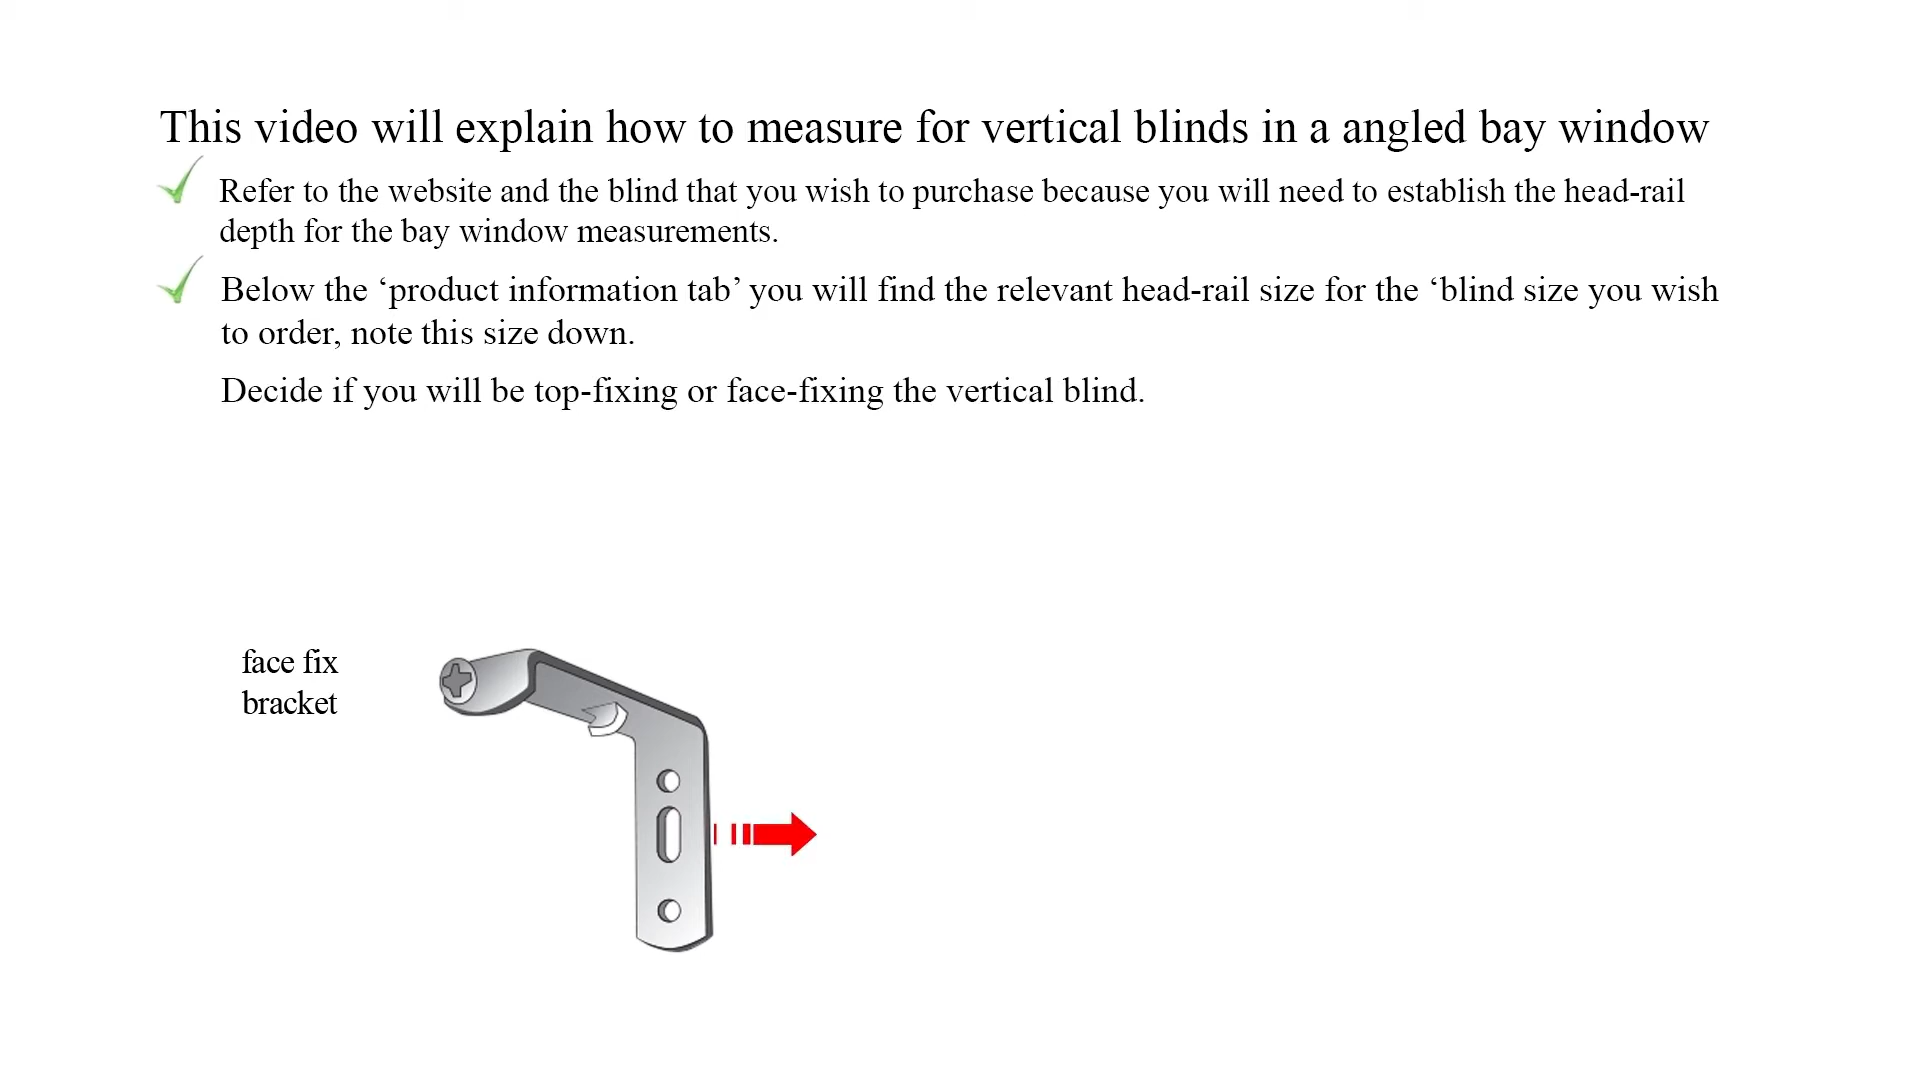 This video will explain how to measure for vertical blinds in a angled bay window
Refer to the website and the blind that you wish to purchase because you will need to establish the head-rail
depth for the bay window measurements.
Below the ‘product information tab’ you will find the relevant head-rail size for the ‘blind size you wish
to order, note this size down.
Decide if you will be top-fixing or face-fixing the vertical blind.
face fix
bracket